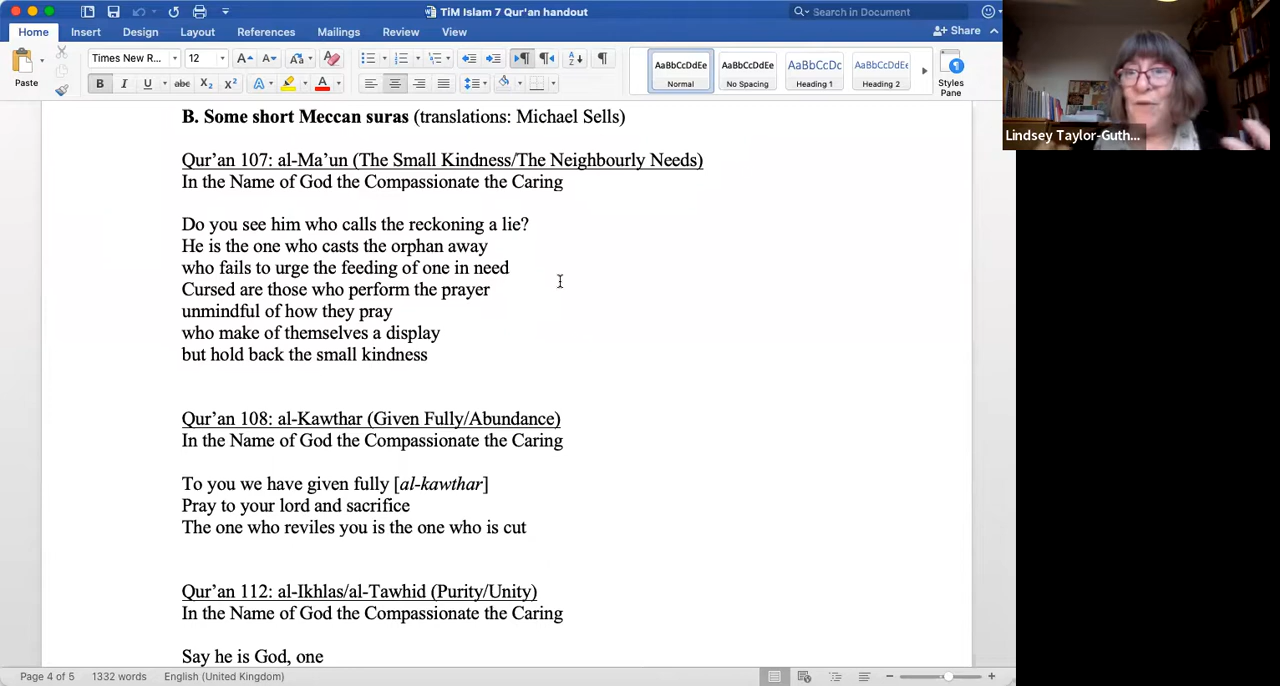 TiM Islam 7 Qur'an handout
Search in Document
Home Insert Design Layout References Mailings Review View
Share
Paste
Times New R...
12
AaBbCcDdEe AaBbCcDdEe AaBbCcDc AaBbCcDdEe
Normal No Spacing Heading 1 Heading 2
Styles
Pane
B. Some short Meccan suras (translations: Michael Sells)
Qur'an 107: al-Ma'un (The Small Kindness/The Neighbourly Needs)
In the Name of God the Compassionate the Caring
Do you see him who calls the reckoning a lie?
He is the one who casts the orphan away
who fails to urge the feeding of one in need
Cursed are those who perform the prayer
unmindful of how they pray
who make of themselves a display
but hold back the small kindness
Qur'an 108: al-Kawthar (Given Fully/Abundance)
In the Name of God the Compassionate the Caring
To you we have given fully [al-kawthar]
Pray to your lord and sacrifice
The one who reviles you is the one who is cut
Qur'an 112: al-Ikhlas/al-Tawhid (Purity/Unity)
In the Name of God the Compassionate the Caring
Say he is God, one
Page 4 of 5 1332 words English (United Kingdom)
Lindsey Taylor-Guth...